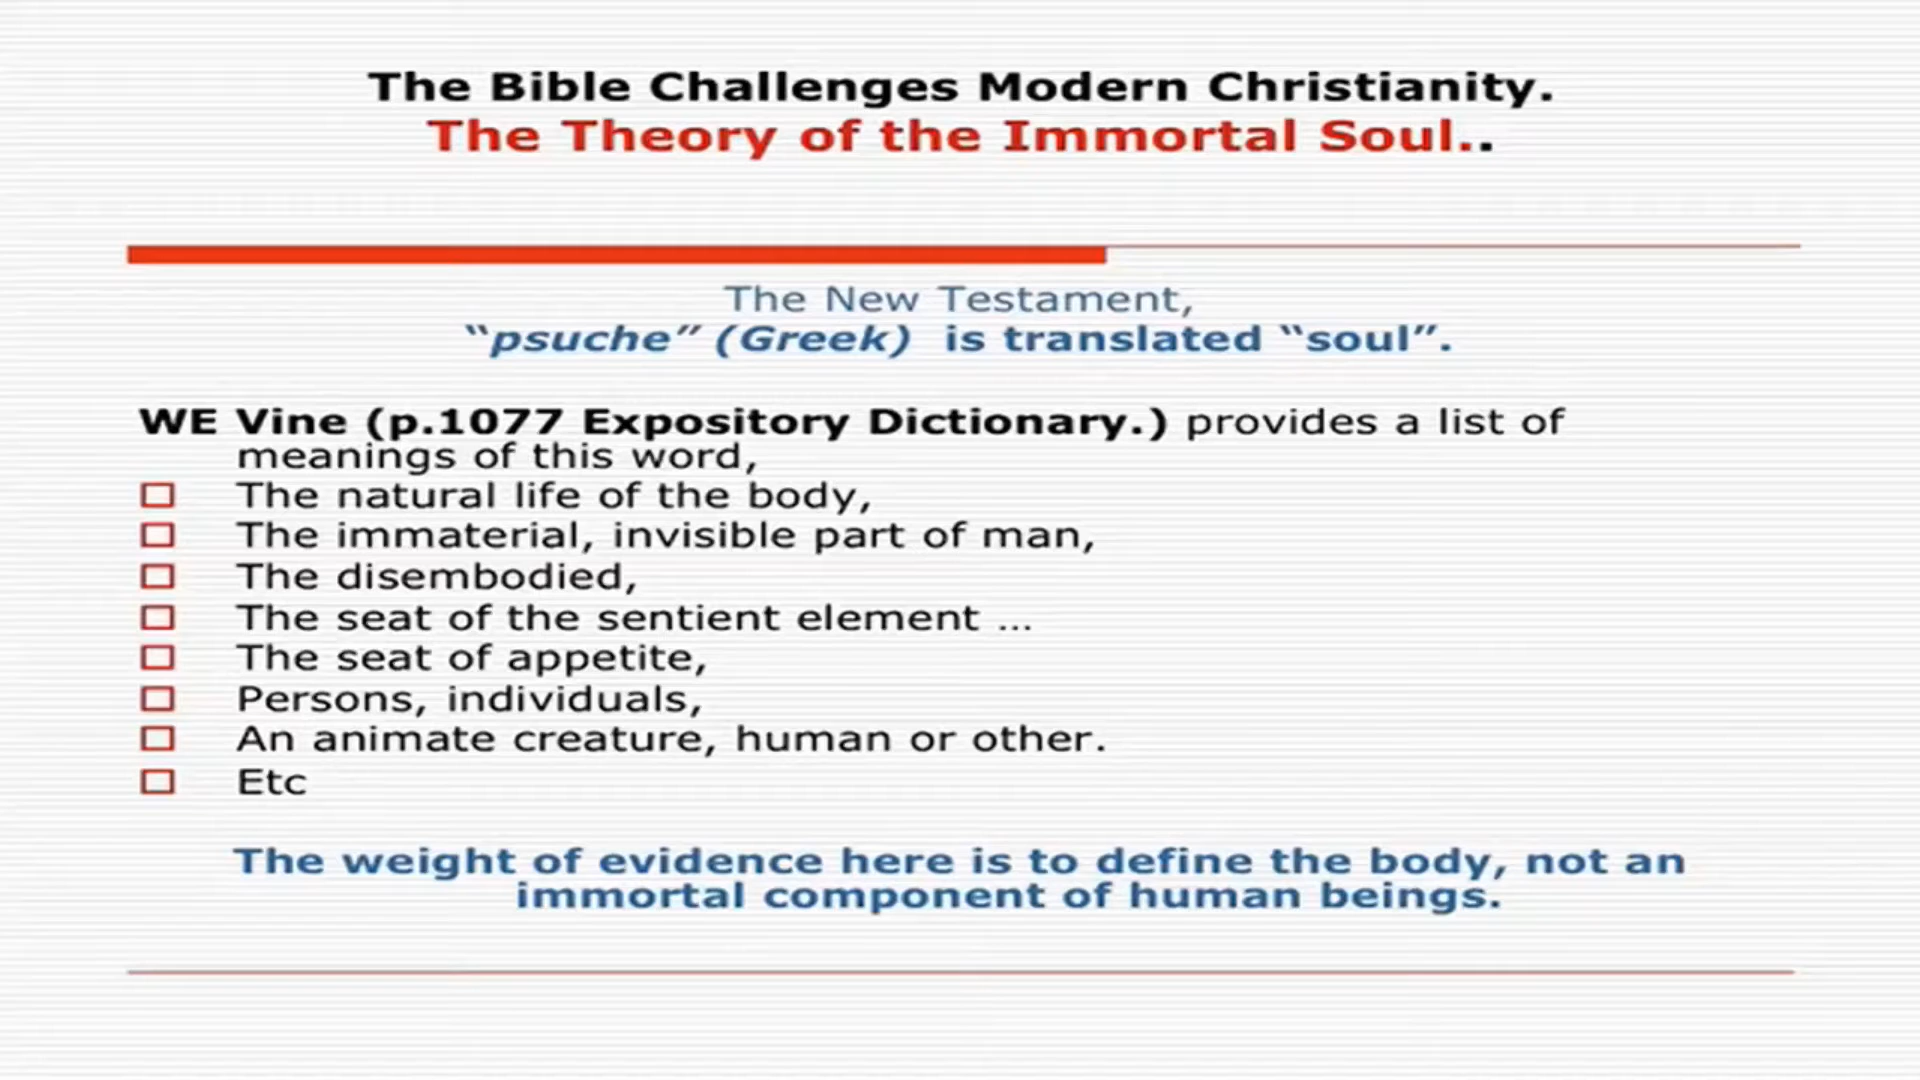 The Bible Challenges Modern Christianity.
The Theory of the Immortal Soul..
The New Testament,
“psuche” (Greek) is translated “soul”.
WE Vine (p.1077 Expository Dictionary.) provides a list of
meanings of this word,
The natural life of the body,
The immaterial, invisible part of man,
The disembodied,
The seat of the sentient element ...
The seat of appetite,
Persons, individuals,
An animate creature, human or other.
Etc
The weight of evidence here is to define the body, not an
immortal component of human beings.